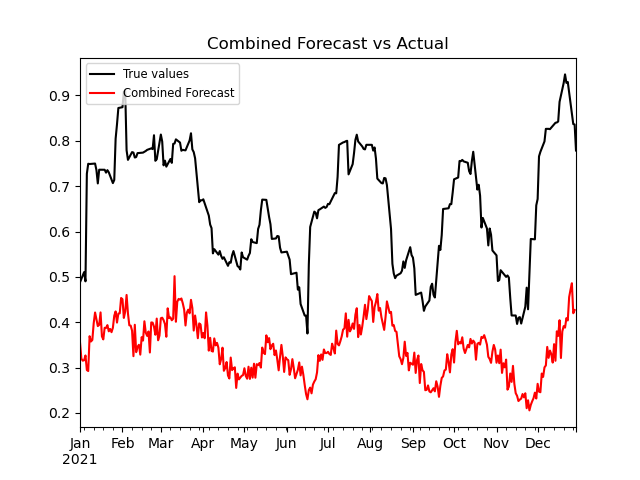 Combined Forecast vs Actual
True values
Combined Forecast
0.9
0.8
0.7
0.6
0.5
0.4
0.3
0.2
Jan Feb Mar Apr May Jun Jul Aug Sep Oct Nov Dec
2021